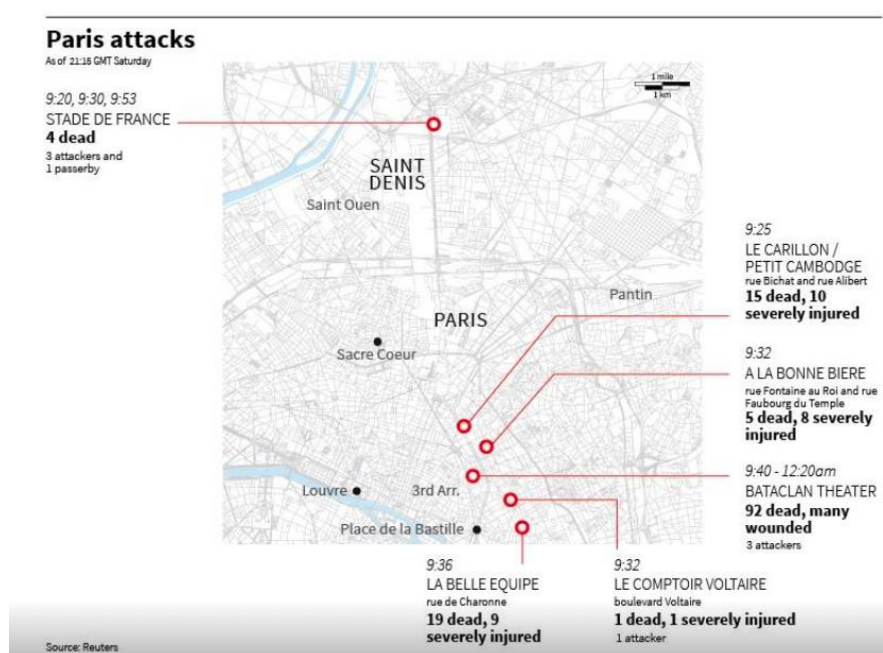 Paris attacks
As of 21:15 GMT Saturday
9:20, 9:30, 9:53
STADE DE FRANCE
4 dead
3 attackers and
1 passerby
1 mile
1 km
SAINT
DENIS
Saint Ouen
Pantin
PARIS
Sacre Coeur
Louvre
3rd Arr.
Place de la Bastille
9:25
LE CARILLON /
PETIT CAMBODGE
rue Bichat and rue Alibert
15 dead, 10
severely injured
9:32
A LA BONNE BIERE
rue Fontaine au Roi and rue
Faubourg du Temple
5 dead, 8 severely
injured
9:40 - 12:20am
BATACLAN THEATER
92 dead, many
wounded
3 attackers
9:36
LA BELLE EQUIPE
rue de Charonne
19 dead, 9
severely injured
9:32
LE COMPTOIR VOLTAIRE
boulevard Voltaire
1 dead, 1 severely injured
1 attacker
Source: Reuters